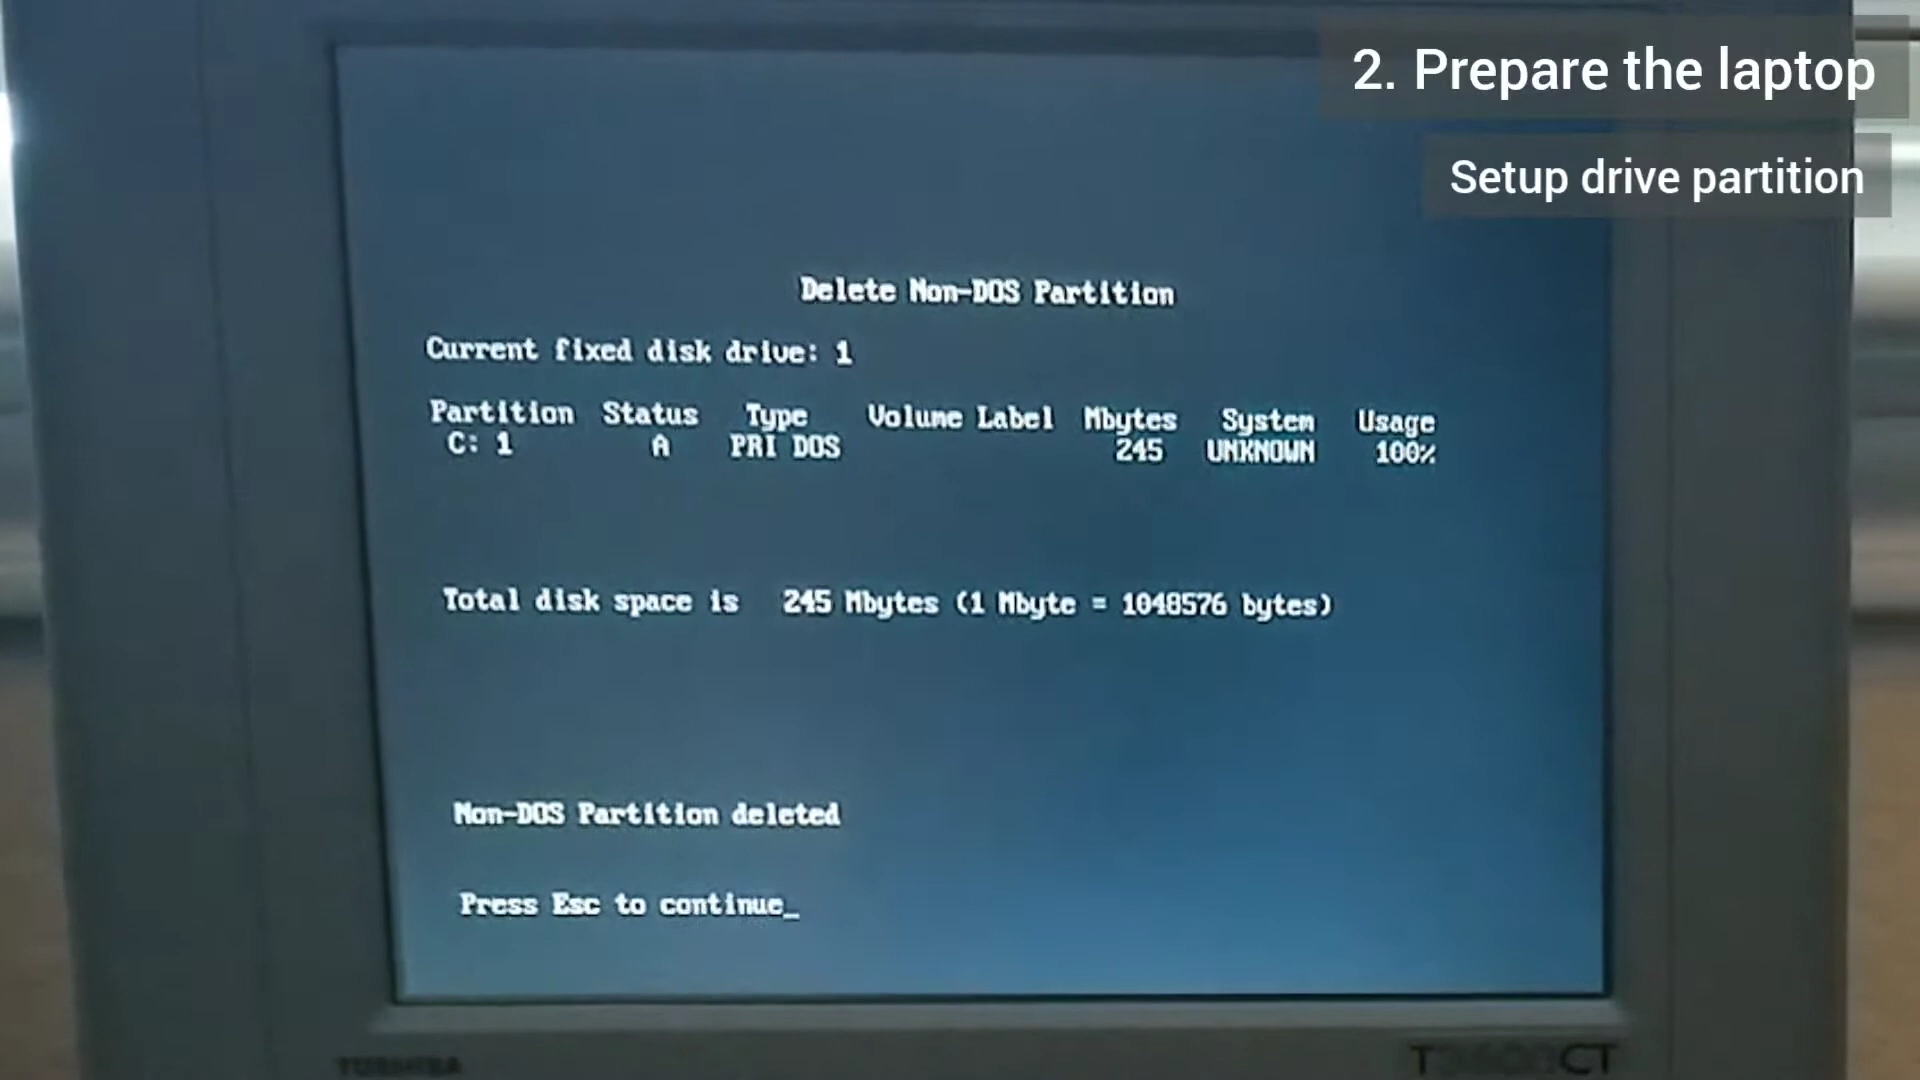 2. Prepare the laptop
Setup drive partition
Delete Non-DOS Partition
Current fixed disk drive: 1
Partition Status Type Volume Label Mbytes System Usage
C: 1 A PRI DOS 245 UNKNOWN 100%
Total disk space is 245 Mbytes (1 Mbyte = 1048576 bytes)
Non-DOS Partition deleted
Press Esc to continue_
TOSHIBA